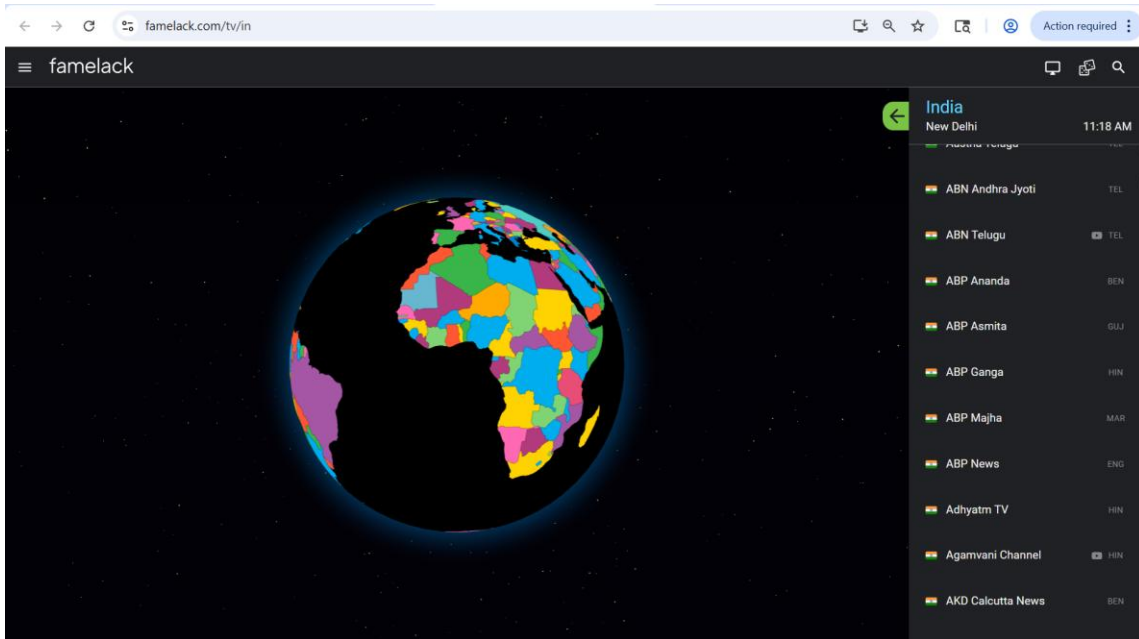 famelack.com/tv/in
Action required
famelack
India
New Delhi 11:18 AM
ABN Andhra Jyoti TEL
ABN Telugu TEL
ABP Ananda BEN
ABP Asmita GUJ
ABP Ganga HIN
ABP Majha MAR
ABP News ENG
Adhyatm TV HIN
Agamvani Channel HIN
AKD Calcutta News BEN